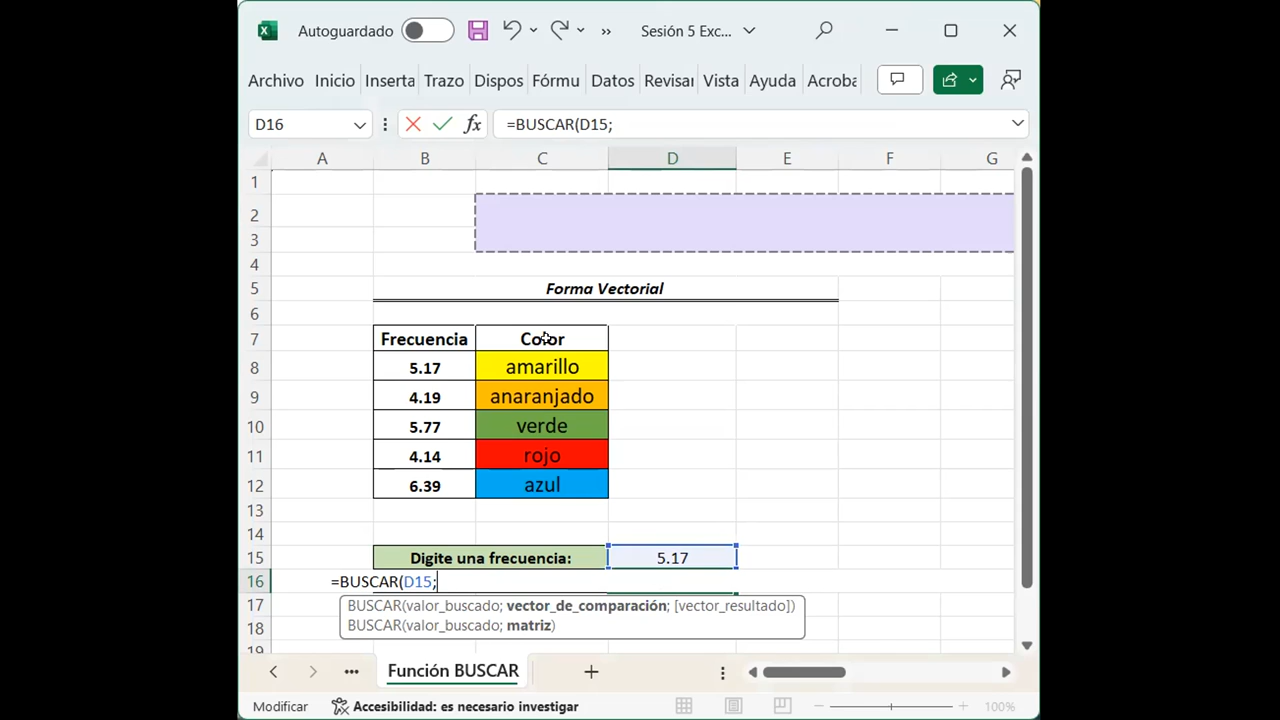 Autoguardado
Sesión 5 Exc...
Archivo Inicio Inserta Trazo Dispos Fórmu Datos Revisar Vista Ayuda Acroba
D16 fx =BUSCAR(D15;
A B C D E F G
1
2
3
4
5 Forma Vectorial
6
7 Frecuencia Color
8 5.17 amarillo
9 4.19 anaranjado
10 5.77 verde
11 4.14 rojo
12 6.39 azul
13
14
15 Digite una frecuencia: 5.17
16 =BUSCAR(D15;
17 BUSCAR(valor_buscado; vector_de_comparación; [vector_resultado])
18 BUSCAR(valor_buscado; matriz)
19
Función BUSCAR
Modificar Accesibilidad: es necesario investigar 100%